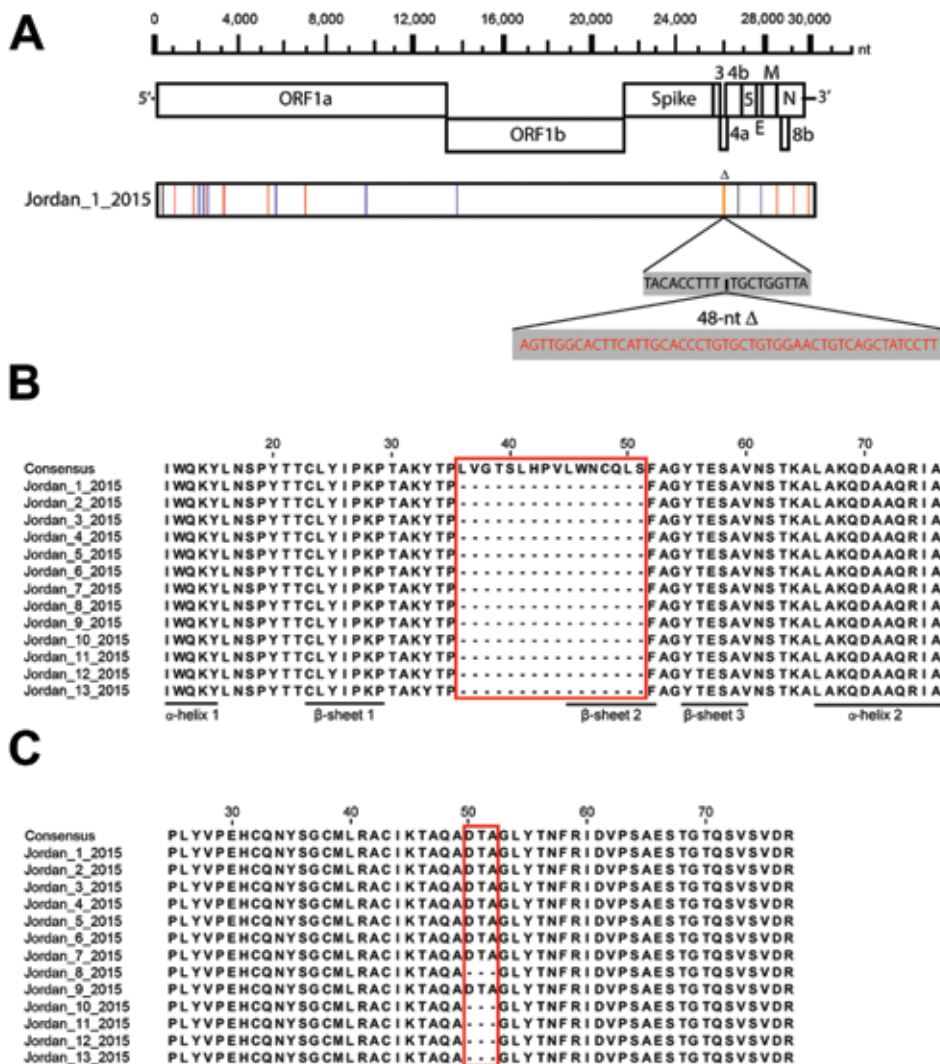 A
0 4,000 8,000 12,000 16,000 20,000 24,000 28,000 30,000
nt
3 4b M
5'- ORF1a Spike 5 N 3'
ORF1b 4a E 8b
Δ
Jordan_1_2015
TACACCTTT TGCTGGTTA
48-nt Δ
AGTTGGCACTTCATTGCACCCTGTGCTGTGGAACTGTCAGCTATCCTT
B
20 30 40 50 60 70
Consensus IWQKYLNSPYTTCLYIPKPTAKYTPLVGTSLHPVLWNCQLSFAGYTESAVNSTKALAKQDAAQRIA
Jordan_1_2015 IWQKYLNSPYTTCLYIPKPTAKYTP----------------FAGYTESAVNSTKALAKQDAAQRIA
Jordan_2_2015 IWQKYLNSPYTTCLYIPKPTAKYTP----------------FAGYTESAVNSTKALAKQDAAQRIA
Jordan_3_2015 IWQKYLNSPYTTCLYIPKPTAKYTP----------------FAGYTESAVNSTKALAKQDAAQRIA
Jordan_4_2015 IWQKYLNSPYTTCLYIPKPTAKYTP----------------FAGYTESAVNSTKALAKQDAAQRIA
Jordan_5_2015 IWQKYLNSPYTTCLYIPKPTAKYTP----------------FAGYTESAVNSTKALAKQDAAQRIA
Jordan_6_2015 IWQKYLNSPYTTCLYIPKPTAKYTP----------------FAGYTESAVNSTKALAKQDAAQRIA
Jordan_7_2015 IWQKYLNSPYTTCLYIPKPTAKYTP----------------FAGYTESAVNSTKALAKQDAAQRIA
Jordan_8_2015 IWQKYLNSPYTTCLYIPKPTAKYTP----------------FAGYTESAVNSTKALAKQDAAQRIA
Jordan_9_2015 IWQKYLNSPYTTCLYIPKPTAKYTP----------------FAGYTESAVNSTKALAKQDAAQRIA
Jordan_10_2015 IWQKYLNSPYTTCLYIPKPTAKYTP----------------FAGYTESAVNSTKALAKQDAAQRIA
Jordan_11_2015 IWQKYLNSPYTTCLYIPKPTAKYTP----------------FAGYTESAVNSTKALAKQDAAQRIA
Jordan_12_2015 IWQKYLNSPYTTCLYIPKPTAKYTP----------------FAGYTESAVNSTKALAKQDAAQRIA
Jordan_13_2015 IWQKYLNSPYTTCLYIPKPTAKYTP----------------FAGYTESAVNSTKALAKQDAAQRIA
α-helix 1 β-sheet 1 β-sheet 2 β-sheet 3 α-helix 2
C
30 40 50 60 70
Consensus PLYVPEHCQNYSGCMLRACIKTAQADTAGLYTNFRIDVPSAESTGTQSVSVDR
Jordan_1_2015 PLYVPEHCQNYSGCMLRACIKTAQADTAGLYTNFRIDVPSAESTGTQSVSVDR
Jordan_2_2015 PLYVPEHCQNYSGCMLRACIKTAQADTAGLYTNFRIDVPSAESTGTQSVSVDR
Jordan_3_2015 PLYVPEHCQNYSGCMLRACIKTAQADTAGLYTNFRIDVPSAESTGTQSVSVDR
Jordan_4_2015 PLYVPEHCQNYSGCMLRACIKTAQADTAGLYTNFRIDVPSAESTGTQSVSVDR
Jordan_5_2015 PLYVPEHCQNYSGCMLRACIKTAQADTAGLYTNFRIDVPSAESTGTQSVSVDR
Jordan_6_2015 PLYVPEHCQNYSGCMLRACIKTAQADTAGLYTNFRIDVPSAESTGTQSVSVDR
Jordan_7_2015 PLYVPEHCQNYSGCMLRACIKTAQADTAGLYTNFRIDVPSAESTGTQSVSVDR
Jordan_8_2015 PLYVPEHCQNYSGCMLRACIKTAQA---GLYTNFRIDVPSAESTGTQSVSVDR
Jordan_9_2015 PLYVPEHCQNYSGCMLRACIKTAQADTAGLYTNFRIDVPSAESTGTQSVSVDR
Jordan_10_2015 PLYVPEHCQNYSGCMLRACIKTAQA---GLYTNFRIDVPSAESTGTQSVSVDR
Jordan_11_2015 PLYVPEHCQNYSGCMLRACIKTAQA---GLYTNFRIDVPSAESTGTQSVSVDR
Jordan_12_2015 PLYVPEHCQNYSGCMLRACIKTAQA---GLYTNFRIDVPSAESTGTQSVSVDR
Jordan_13_2015 PLYVPEHCQNYSGCMLRACIKTAQA---GLYTNFRIDVPSAESTGTQSVSVDR